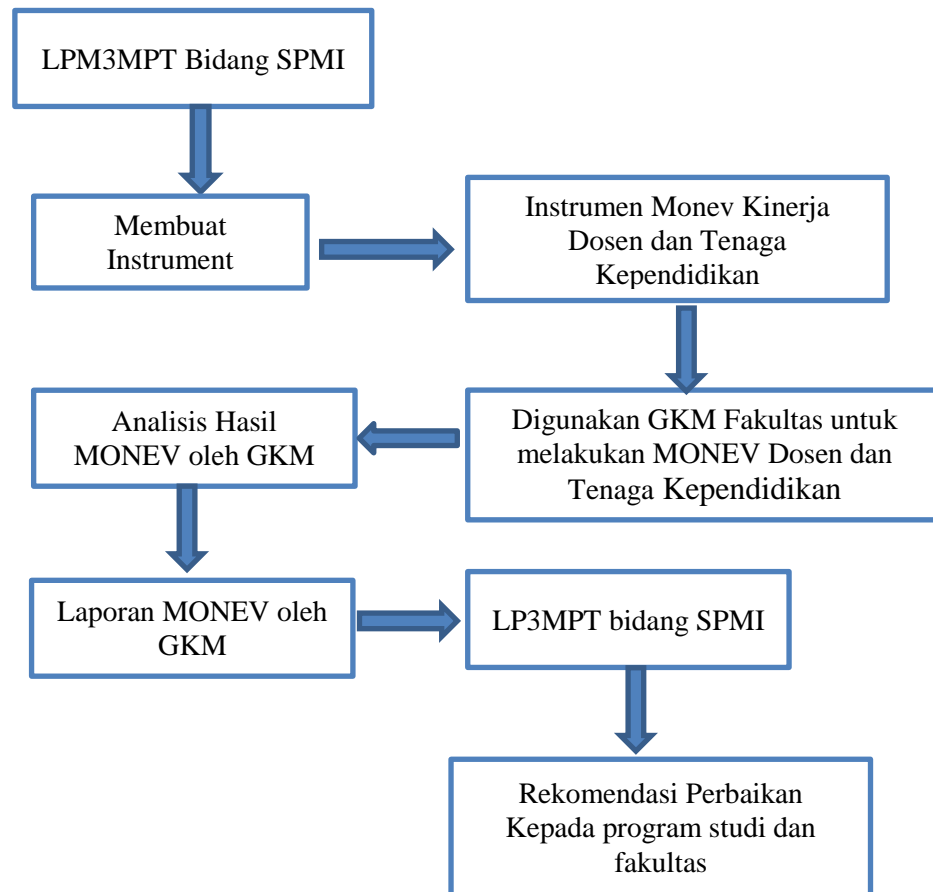 LPM3MPT Bidang SPMI
Membuat
Instrument
Instrumen Monev Kinerja
Dosen dan Tenaga
Kependidikan
Digunakan GKM Fakultas untuk
melakukan MONEV Dosen dan
Tenaga Kependidikan
Analisis Hasil
MONEV oleh GKM
Laporan MONEV oleh
GKM
LP3MPT bidang SPMI
Rekomendasi Perbaikan
Kepada program studi dan
fakultas